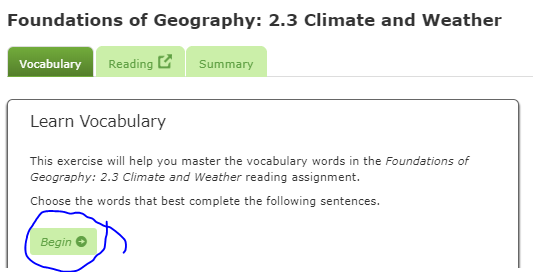 Foundations of Geography: 2.3 Climate and Weather
Vocabulary Reading Summary
Learn Vocabulary
This exercise will help you master the vocabulary words in the Foundations of
Geography: 2.3 Climate and Weather reading assignment.
Choose the words that best complete the following sentences.
Begin